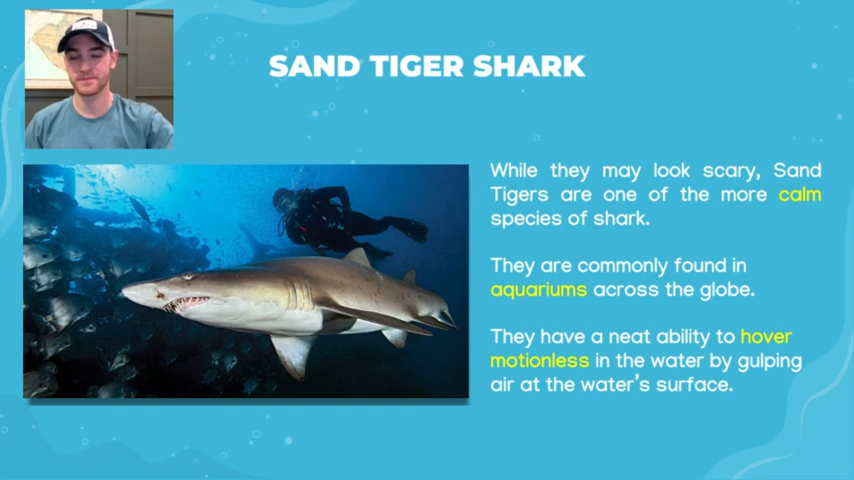 SAND TIGER SHARK
While they may look scary, Sand
Tigers are one of the more calm
species of shark.
They are commonly found in
aquariums across the globe.
They have a neat ability to hover
motionless in the water by gulping
air at the water's surface.